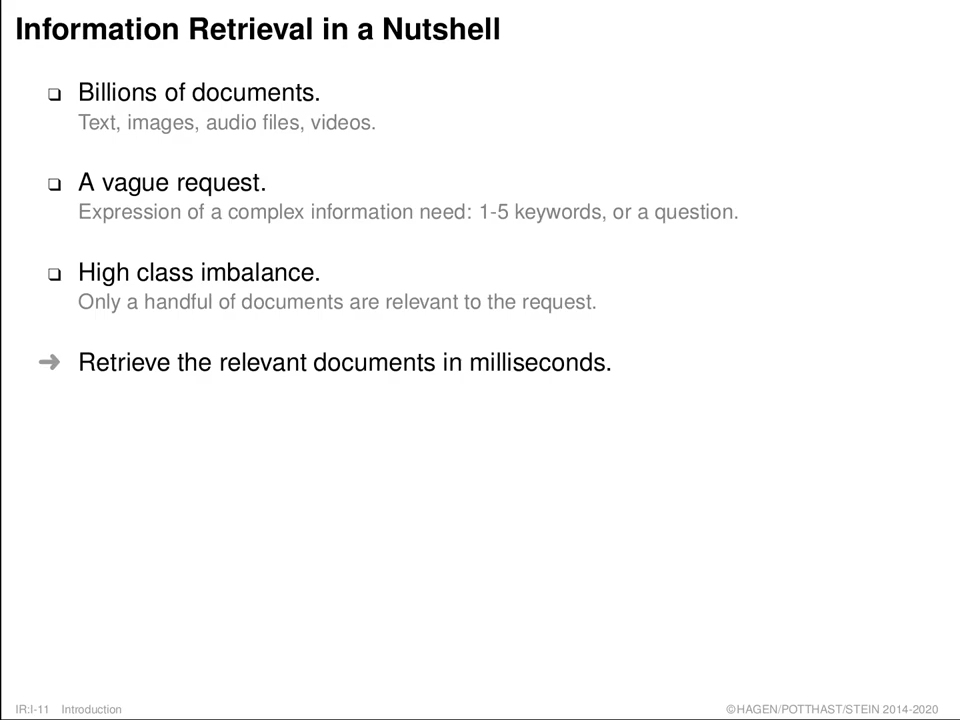 Information Retrieval in a Nutshell
❑ Billions of documents.
Text, images, audio files, videos.
❑ A vague request.
Expression of a complex information need: 1-5 keywords, or a question.
❑ High class imbalance.
Only a handful of documents are relevant to the request.
➜ Retrieve the relevant documents in milliseconds.
IR:I-11 Introduction ©HAGEN/POTTHAST/STEIN 2014-2020